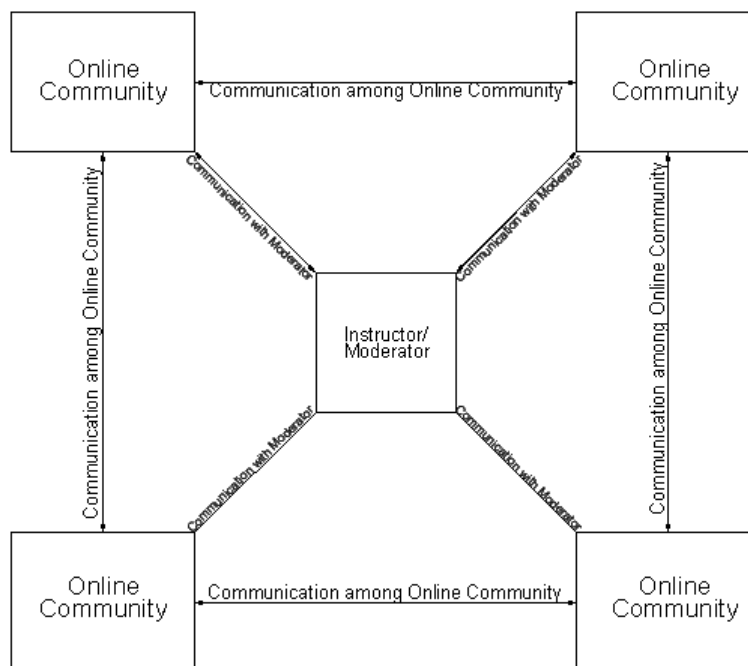 Online
Community
Communication among Online Community
Online
Community
Communication with Moderator
Communication with Moderator
Communication among Online Community
Instructor/
Moderator
Communication among Online Community
Communication with Moderator
Communication with Moderator
Online
Community
Communication among Online Community
Online
Community